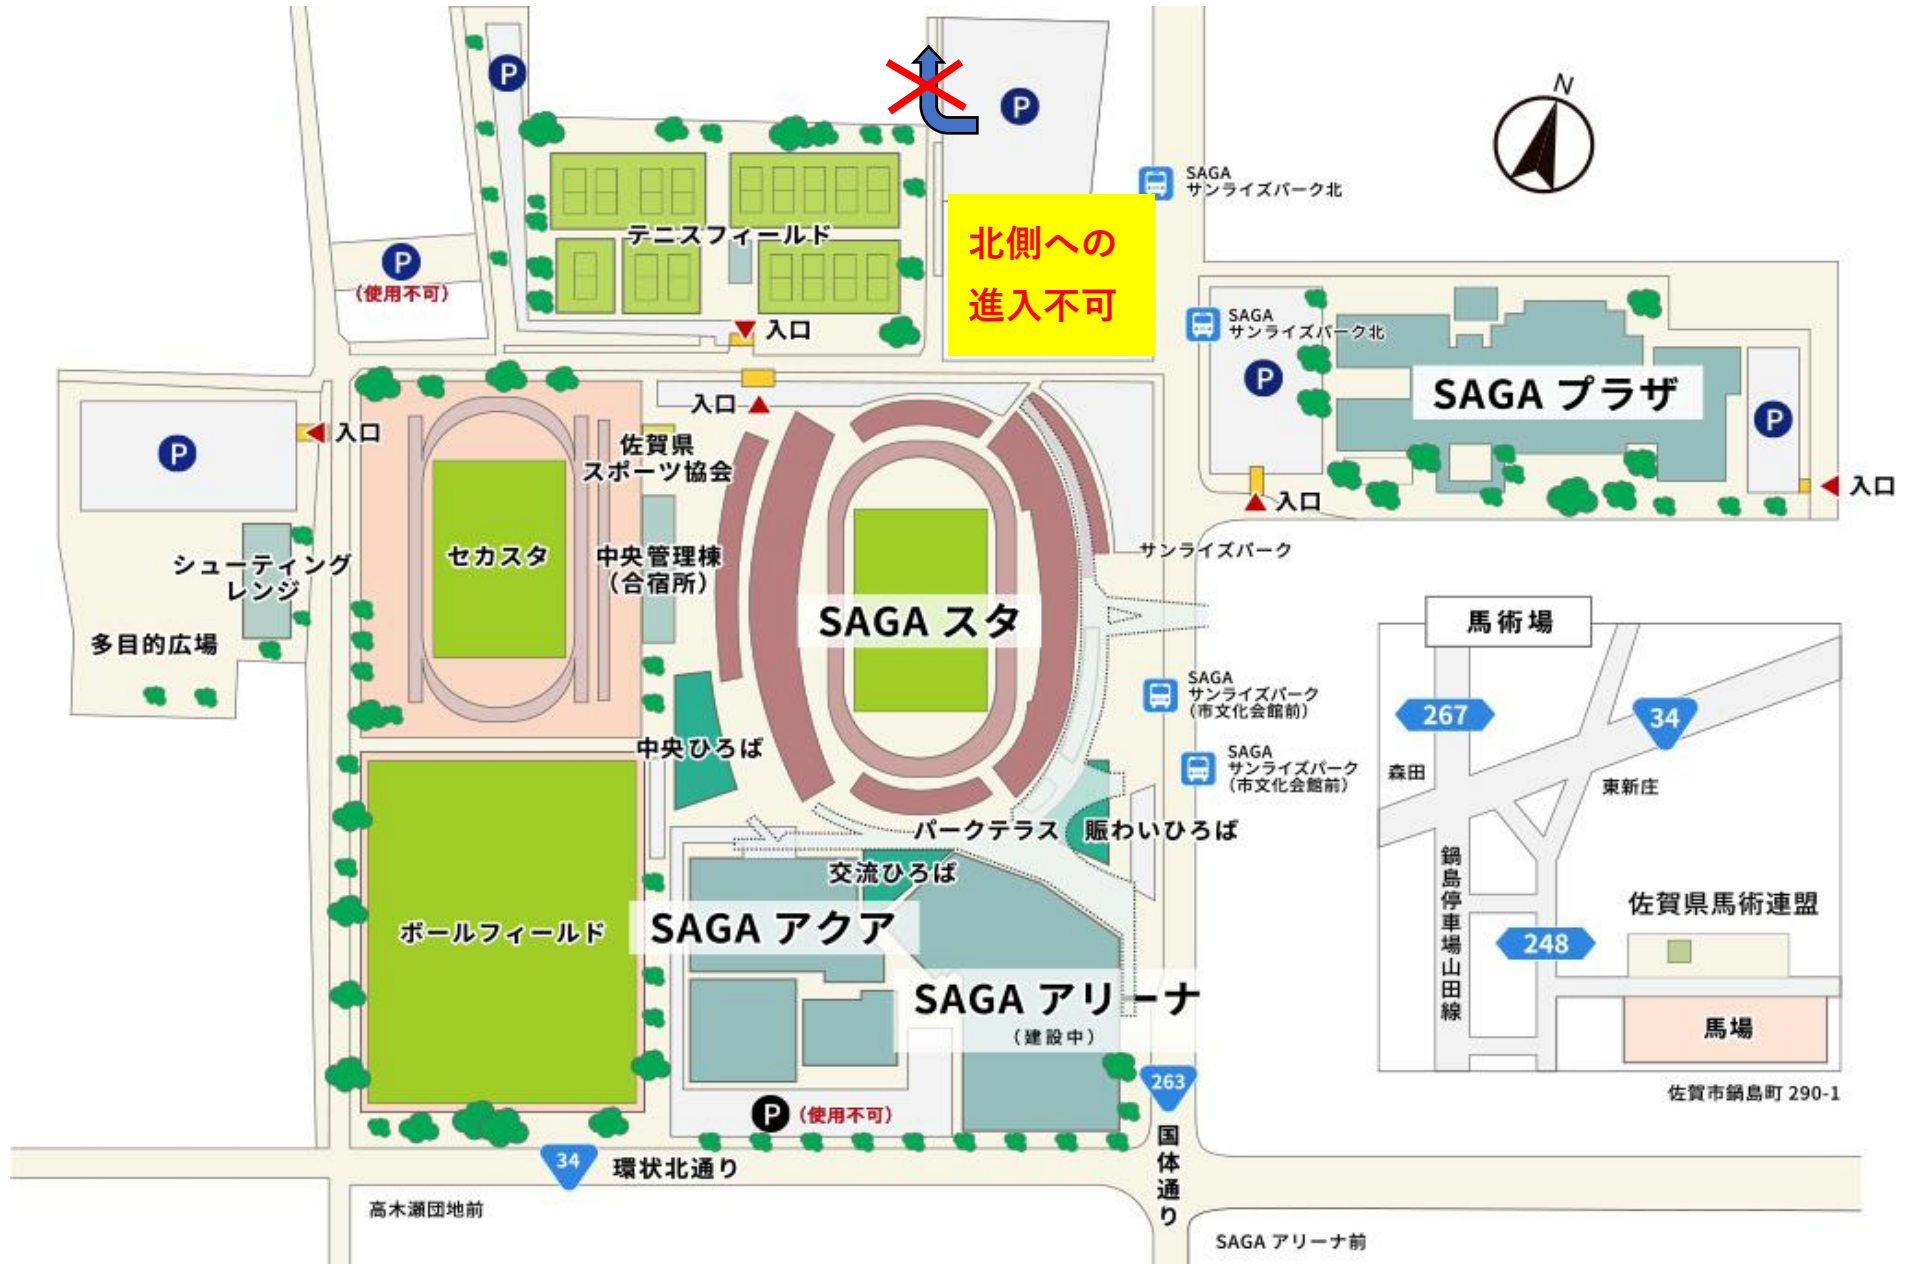 P
P
N
SAGA
サンライズパーク北
テニスフィールド
北側への
進入不可
P
(使用不可)
入口
SAGA
サンライズパーク北
P
SAGA プラザ
P
入口
入口
入口
入口
P
佐賀県
スポーツ協会
セカスタ
中央管理棟
(合宿所)
サンライズパーク
シューティング
レンジ
多目的広場
SAGA スタ
馬術場
SAGA
サンライズパーク
(市文化会館前)
267
34
中央ひろば
SAGA
サンライズパーク
(市文化会館前)
森田
東新庄
パークテラス
賑わいひろば
交流ひろば
鍋島停車場山田線
ボールフィールド
SAGA アクア
佐賀県馬術連盟
248
SAGA アリーナ
(建設中)
馬場
263
佐賀市鍋島町 290-1
P
(使用不可)
国体通り
34
環状北通り
高木瀬団地前
SAGA アリーナ前